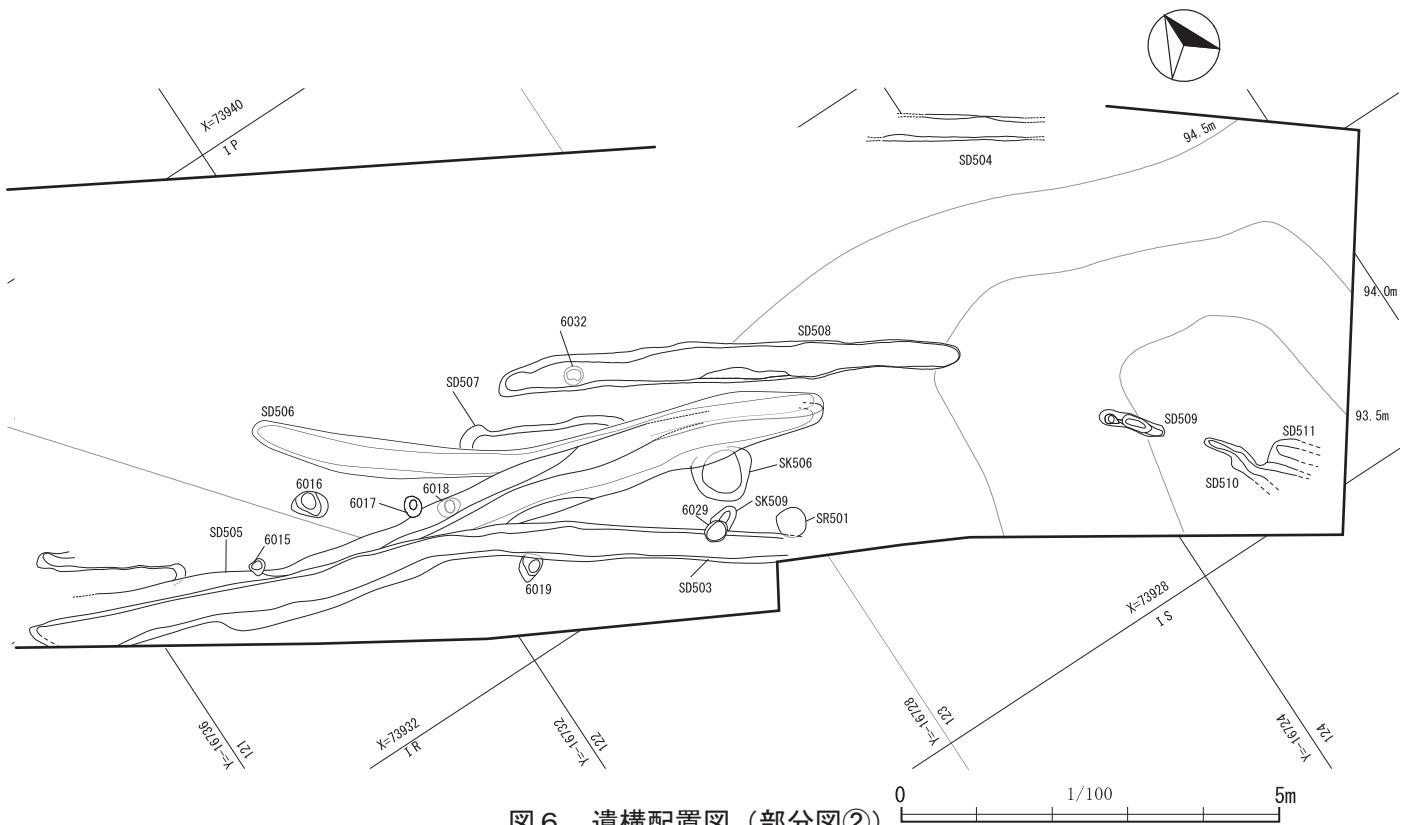 X=73940
I P
94.5m
SD504
94.0m
6032
SD508
SD507
SD506
93.5m
SD509
SD511
SD510
SK506
6016
6017
6018
6029
SK509
SR501
SD505
6015
6019
SD503
X=73928
I S
Y=-16736
121
X=73932
I R
Y=-16732
122
Y=-16728
123
Y=-16724
124
0
1/100
5m
図6 遺構配置図(部分図②)